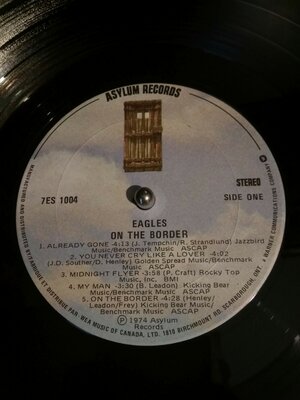 ASYLUM RECORDS
7ES 1004
STEREO
SIDE ONE
EAGLES
ON THE BORDER
1. ALREADY GONE -4:13 (J. Tempchin/R. Strandlund) Jazzbird
Music/Benchmark Music ASCAP
2. YOU NEVER CRY LIKE A LOVER -4:02
(J.D. Souther/D. Henley) Golden Spread Music/Benchmark
Music ASCAP
3. MIDNIGHT FLYER -3:58 (P. Craft) Rocky Top
Music, Inc. BMI
4. MY MAN -3:30 (B. Leadon) Kicking Bear
Music/Benchmark Music ASCAP
5. ON THE BORDER -4:28 (Henley/
Leadon/Frey) Kicking Bear Music/
Benchmark Music ASCAP
Ⓟ 1974 Asylum
Records
WEA MUSIC OF CANADA, LTD. 1810 BIRCHMOUNT RD. SCARBOROUGH, ONT.
A WARNER COMMUNICATIONS COMPANY
MANUFACTURED AND DISTRIBUTED BY
ET DISTRIBUE PAR